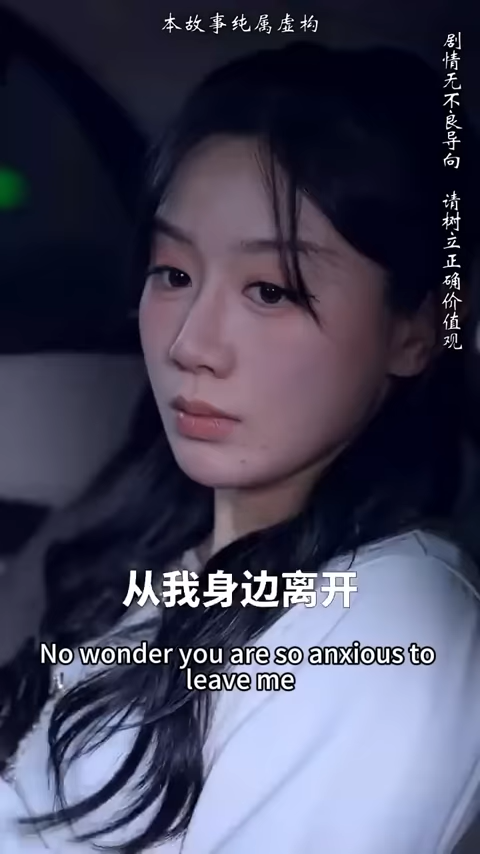 本故事纯属虚构
剧情无不良导向 请树立正确价值观
从我身边离开
No wonder you are so anxious to
leave me